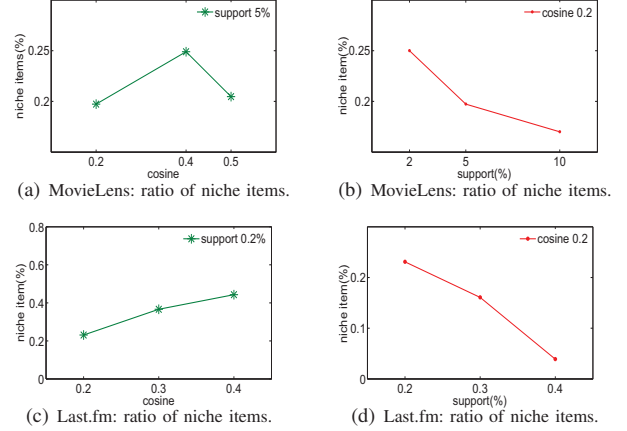 support 5%
niche items(%)
0.25
0.2
0.2
0.4
0.5
cosine
(a) MovieLens: ratio of niche items.
cosine 0.2
niche item(%)
0.25
0.2
2
5
10
support(%)
(b) MovieLens: ratio of niche items.
support 0.2%
niche item(%)
0.8
0.6
0.4
0.2
0
0.2
0.3
0.4
cosine
(c) Last.fm: ratio of niche items.
cosine 0.2
niche item(%)
0.2
0.1
0
0.2
0.3
0.4
support(%)
(d) Last.fm: ratio of niche items.